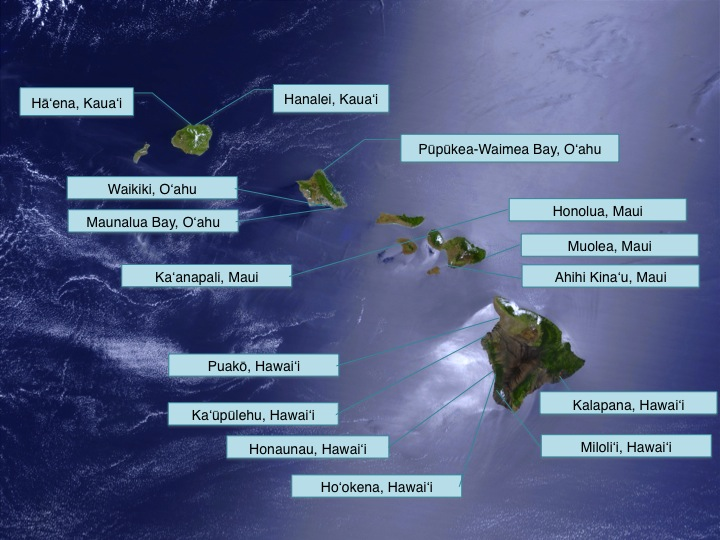 Hā‘ena, Kaua‘i
Hanalei, Kaua‘i
Pūpūkea-Waimea Bay, O‘ahu
Waikiki, O‘ahu
Maunalua Bay, O‘ahu
Honolua, Maui
Muolea, Maui
Ka‘anapali, Maui
Ahihi Kina‘u, Maui
Puakō, Hawai‘i
Ka‘ūpūlehu, Hawai‘i
Kalapana, Hawai‘i
Honaunau, Hawai‘i
Miloli‘i, Hawai‘i
Ho‘okena, Hawai‘i